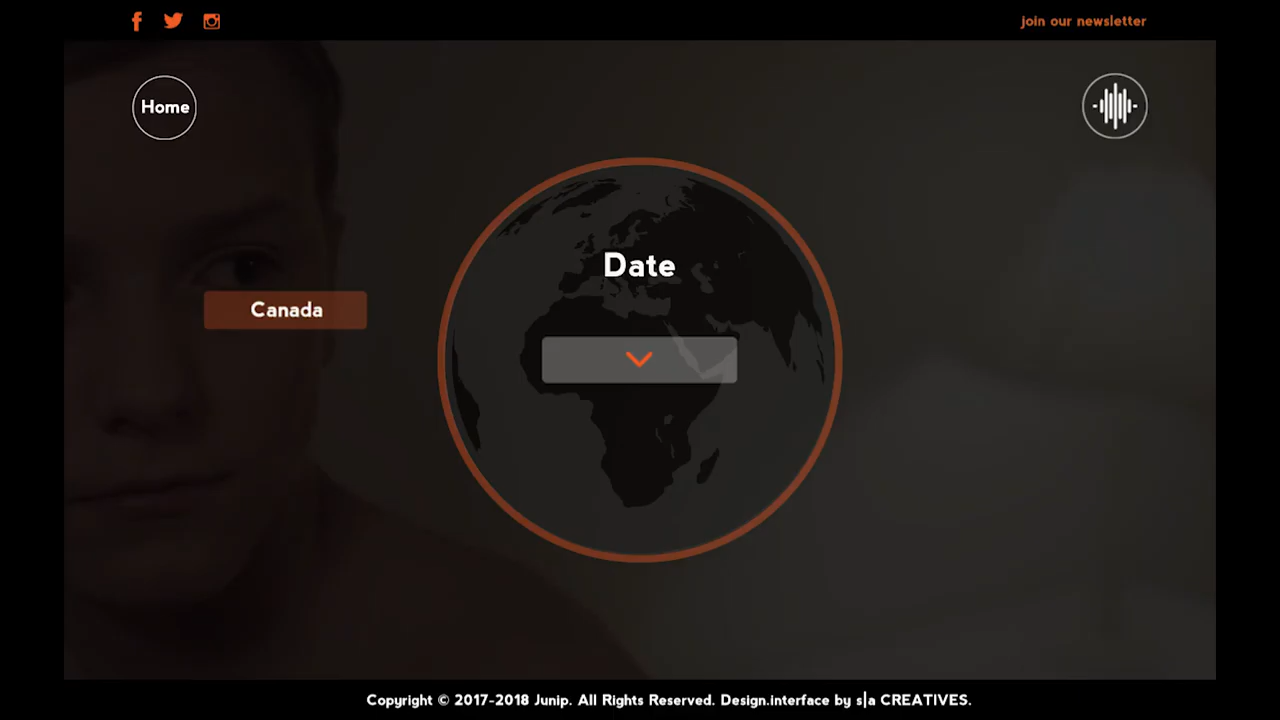 join our newsletter
Home
Date
Canada
Copyright © 2017-2018 Junip. All Rights Reserved. Design.interface by s|a CREATIVES.